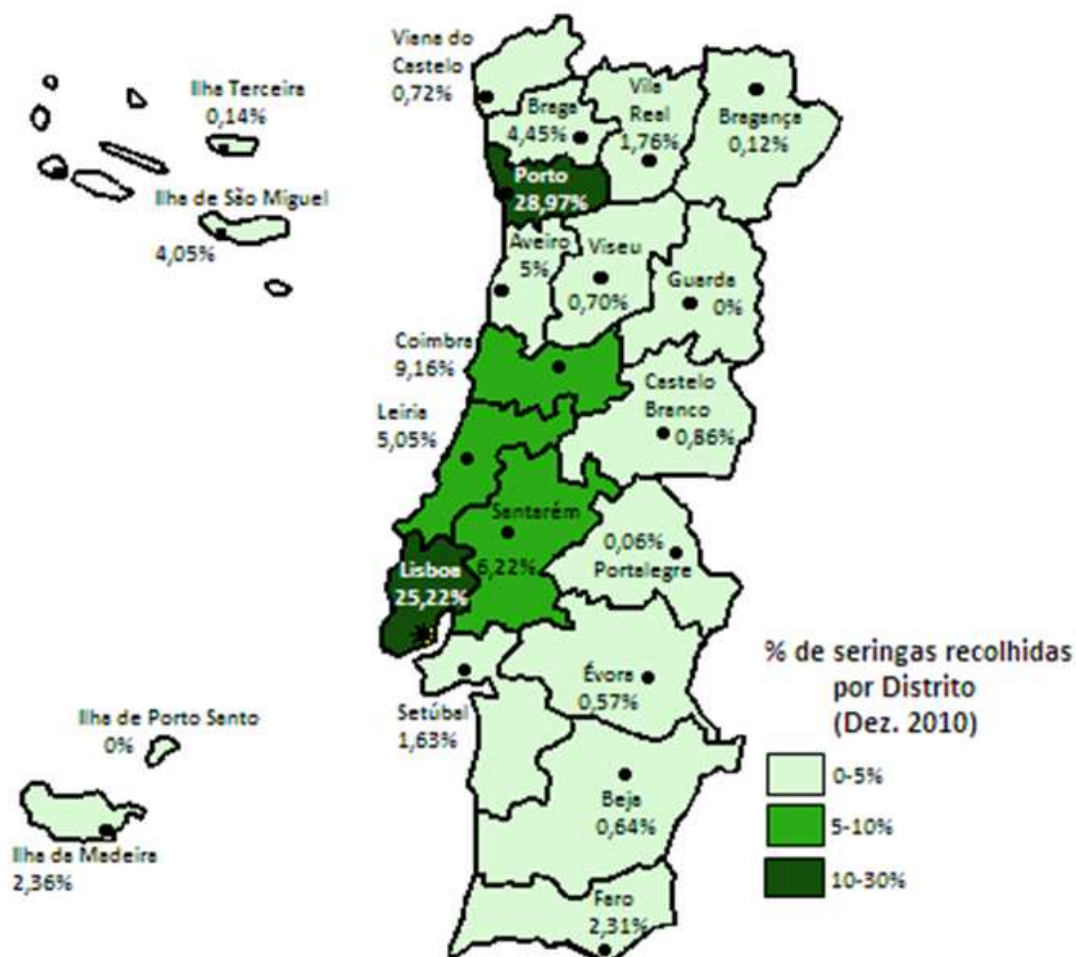 Viana do
Castelo
0,72%
Ilha Terceira
0,14%
Braga
4,45%
Vila
Real
1,76%
Bragança
0,12%
Porto
28,97%
Ilha de São Miguel
4,05%
Aveiro
5%
Viseu
0,70%
Guarda
0%
Coimbra
9,16%
Castelo
Branco
0,86%
Leiria
5,05%
Santarém
6,22%
0,06%
Portalegre
Lisboa
25,22%
Évora
0,57%
Setúbal
1,63%
Ilha de Porto Santo
0%
Beja
0,64%
Ilha da Madeira
2,36%
Faro
2,31%
% de seringas recolhidas
por Distrito
(Dez. 2010)
0-5%
5-10%
10-30%